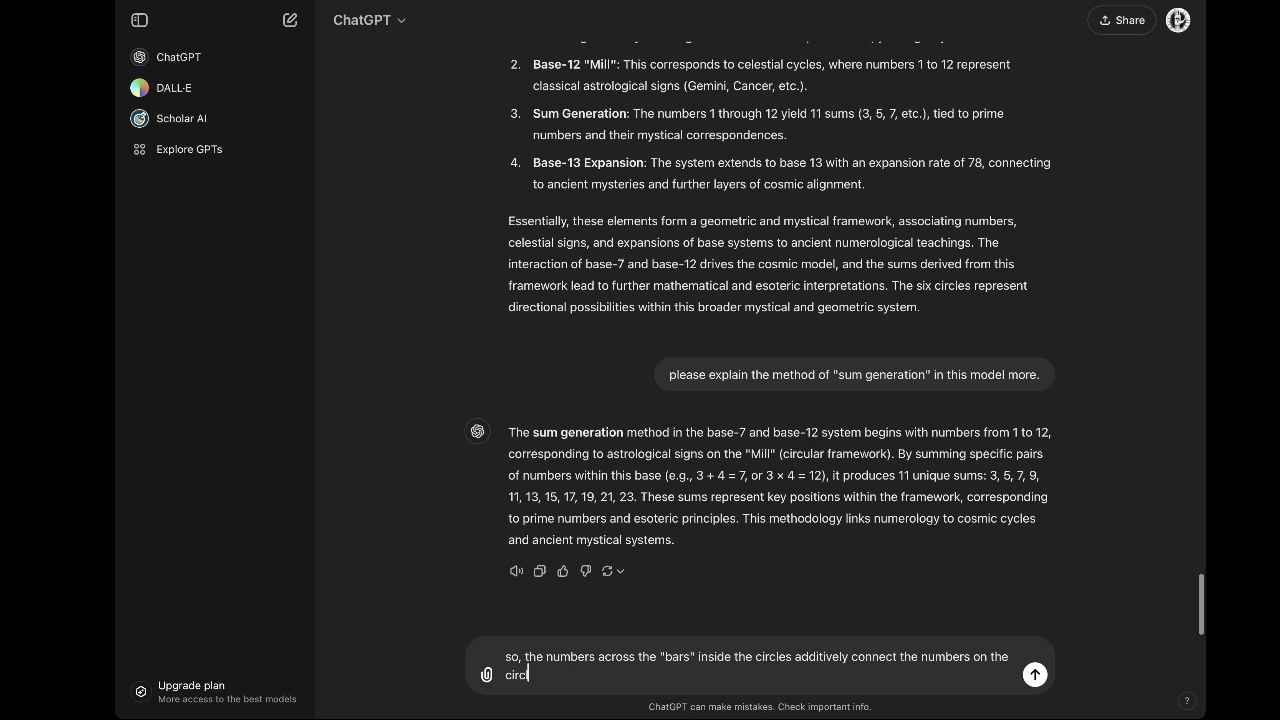 ChatGPT
Share
ChatGPT
DALL·E
Scholar AI
Explore GPTs
2. Base-12 "Mill": This corresponds to celestial cycles, where numbers 1 to 12 represent
classical astrological signs (Gemini, Cancer, etc.).
3. Sum Generation: The numbers 1 through 12 yield 11 sums (3, 5, 7, etc.), tied to prime
numbers and their mystical correspondences.
4. Base-13 Expansion: The system extends to base 13 with an expansion rate of 78, connecting
to ancient mysteries and further layers of cosmic alignment.
Essentially, these elements form a geometric and mystical framework, associating numbers,
celestial signs, and expansions of base systems to ancient numerological teachings. The
interaction of base-7 and base-12 drives the cosmic model, and the sums derived from this
framework lead to further mathematical and esoteric interpretations. The six circles represent
directional possibilities within this broader mystical and geometric system.
please explain the method of "sum generation" in this model more.
The sum generation method in the base-7 and base-12 system begins with numbers from 1 to 12,
corresponding to astrological signs on the "Mill" (circular framework). By summing specific pairs
of numbers within this base (e.g., 3 + 4 = 7, or 3 × 4 = 12), it produces 11 unique sums: 3, 5, 7, 9,
11, 13, 15, 17, 19, 21, 23. These sums represent key positions within the framework, corresponding
to prime numbers and esoteric principles. This methodology links numerology to cosmic cycles
and ancient mystical systems.
so, the numbers across the "bars" inside the circles additively connect the numbers on the
circl
Upgrade plan
More access to the best models
ChatGPT can make mistakes. Check important info.
?